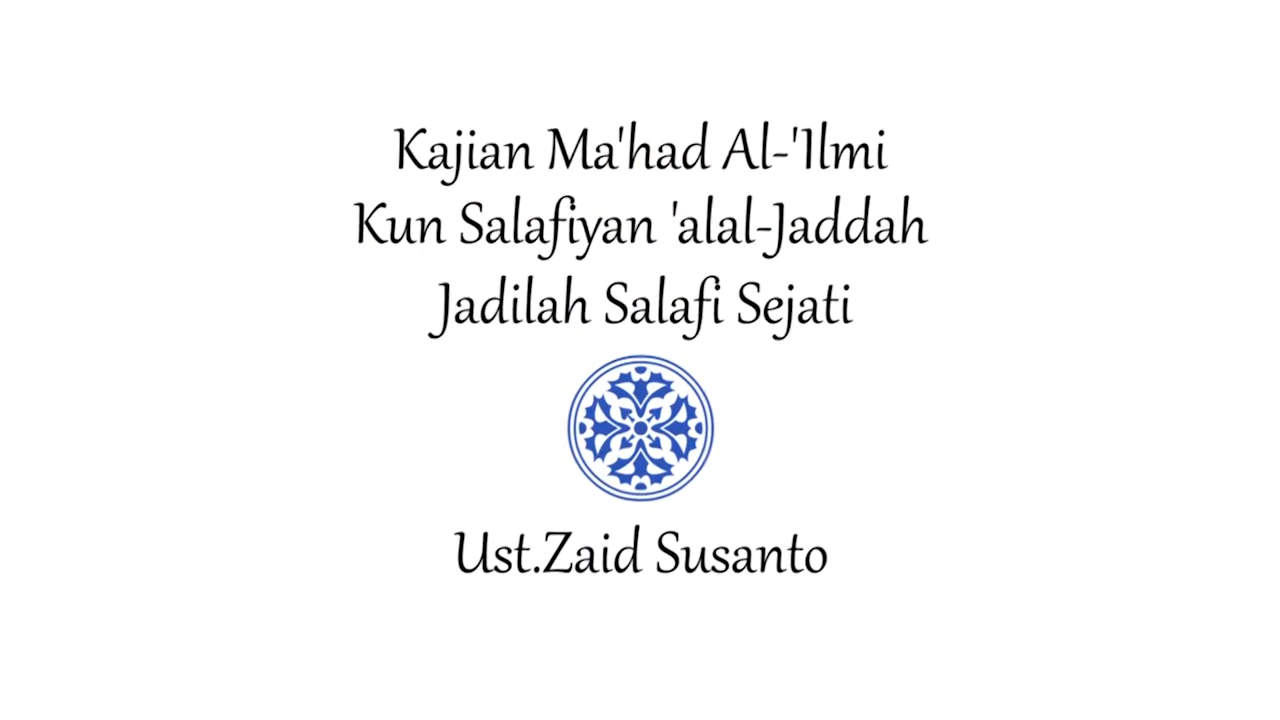 Kajian Ma'had Al-'Ilmi
Kun Salafiyan 'alal-Jaddah
Jadilah Salafi Sejati
Ust.Zaid Susanto